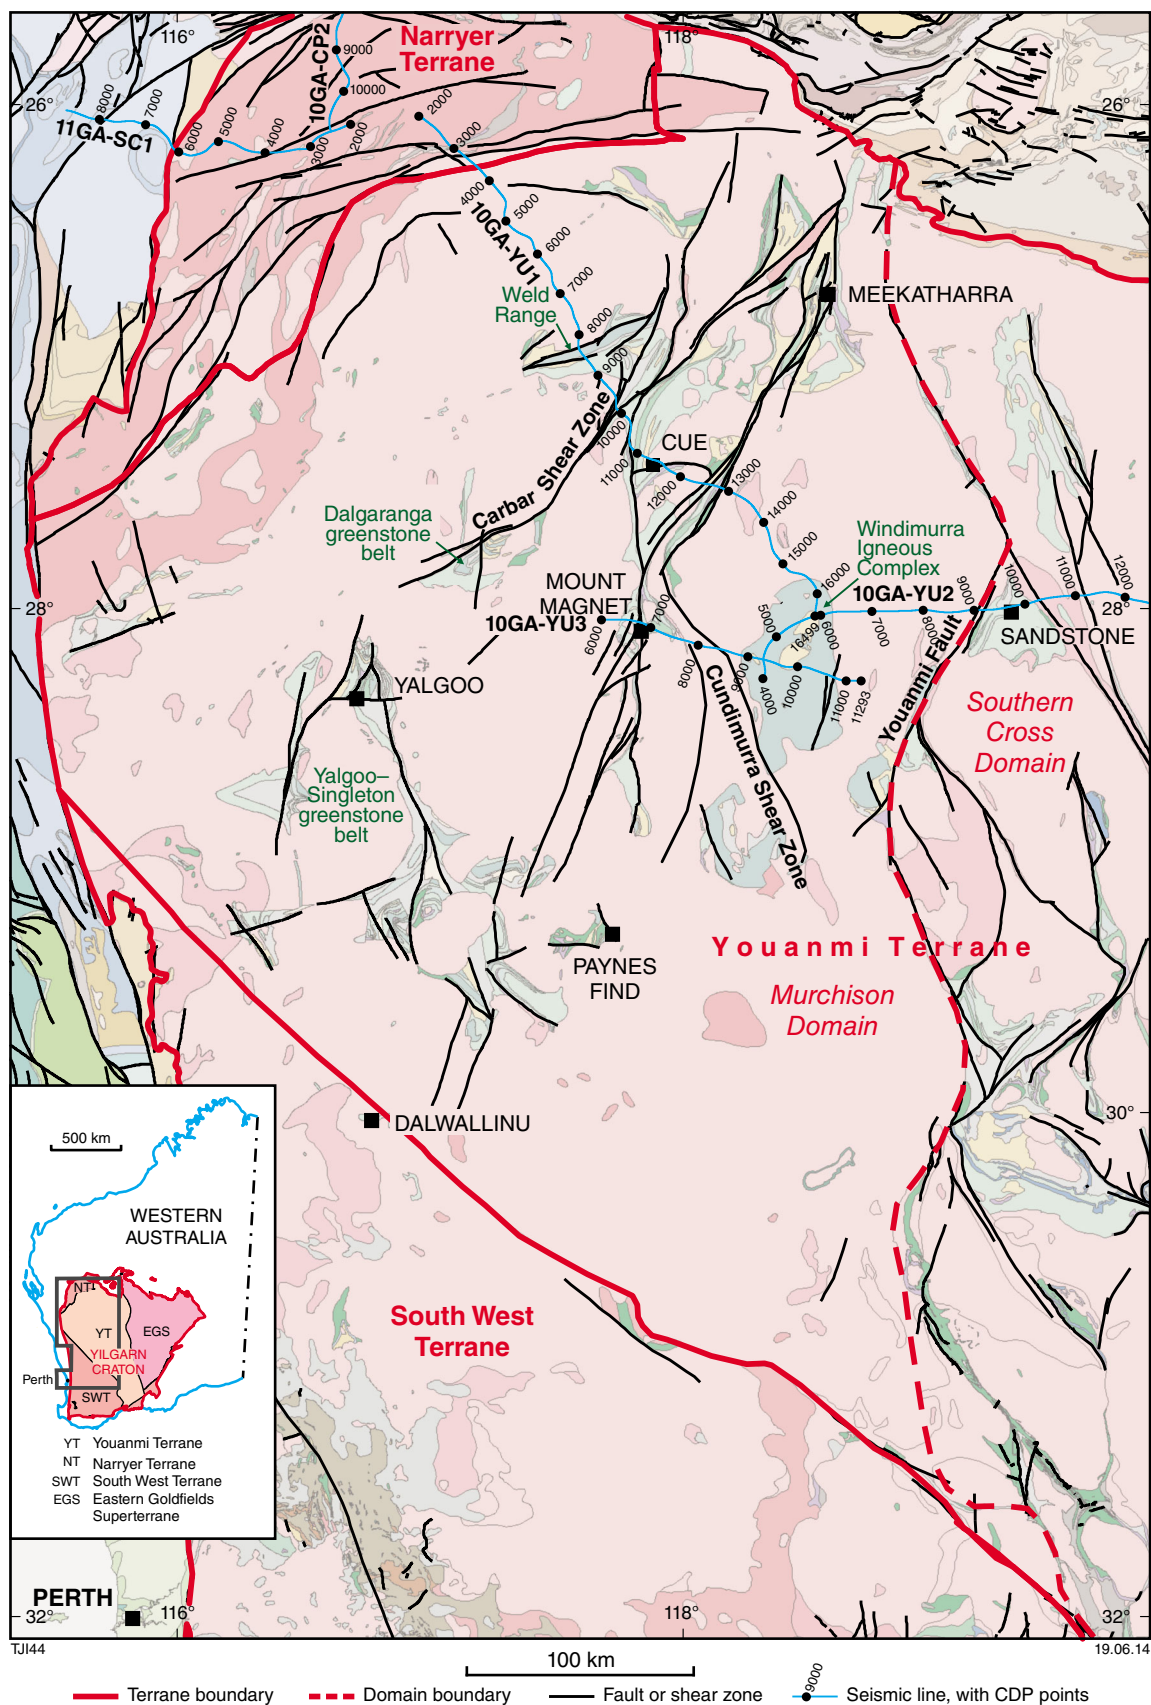 116°
118°
Narryer
Terrane
10GA-CP2
9000
10000
26°
26°
8000
7000
11GA-SC1
6000
5000
4000
3000
2000
2000
3000
4000
5000
10GA-YU1
6000
7000
Weld
Range
8000
9000
MEEKATHARRA
Carbar Shear Zone
10000
11000
CUE
12000
13000
14000
15000
16000
Dalgaranga
greenstone
belt
Windimurra
Igneous
Complex
MOUNT
MAGNET
10GA-YU3
6000
7000
8000
9000
10000
11000
11293
28°
28°
10GA-YU2
4000
5000
16499
6000
7000
8000
9000
10000
11000
12000
SANDSTONE
Youanmi Fault
YALGOO
Cundimurra Shear Zone
Southern
Cross
Domain
Yalgoo–
Singleton
greenstone
belt
PAYNES
FIND
Youanmi Terrane
Murchison
Domain
DALWALLINU
30°
500 km
WESTERN
AUSTRALIA
NT
YT
EGS
YILGARN
CRATON
Perth
SWT
YT Youanmi Terrane
NT Narryer Terrane
SWT South West Terrane
EGS Eastern Goldfields
Superterrane
South West
Terrane
PERTH
32°
116°
118°
32°
TJI44
19.06.14
100 km
9000
Terrane boundary
Domain boundary
Fault or shear zone
Seismic line, with CDP points